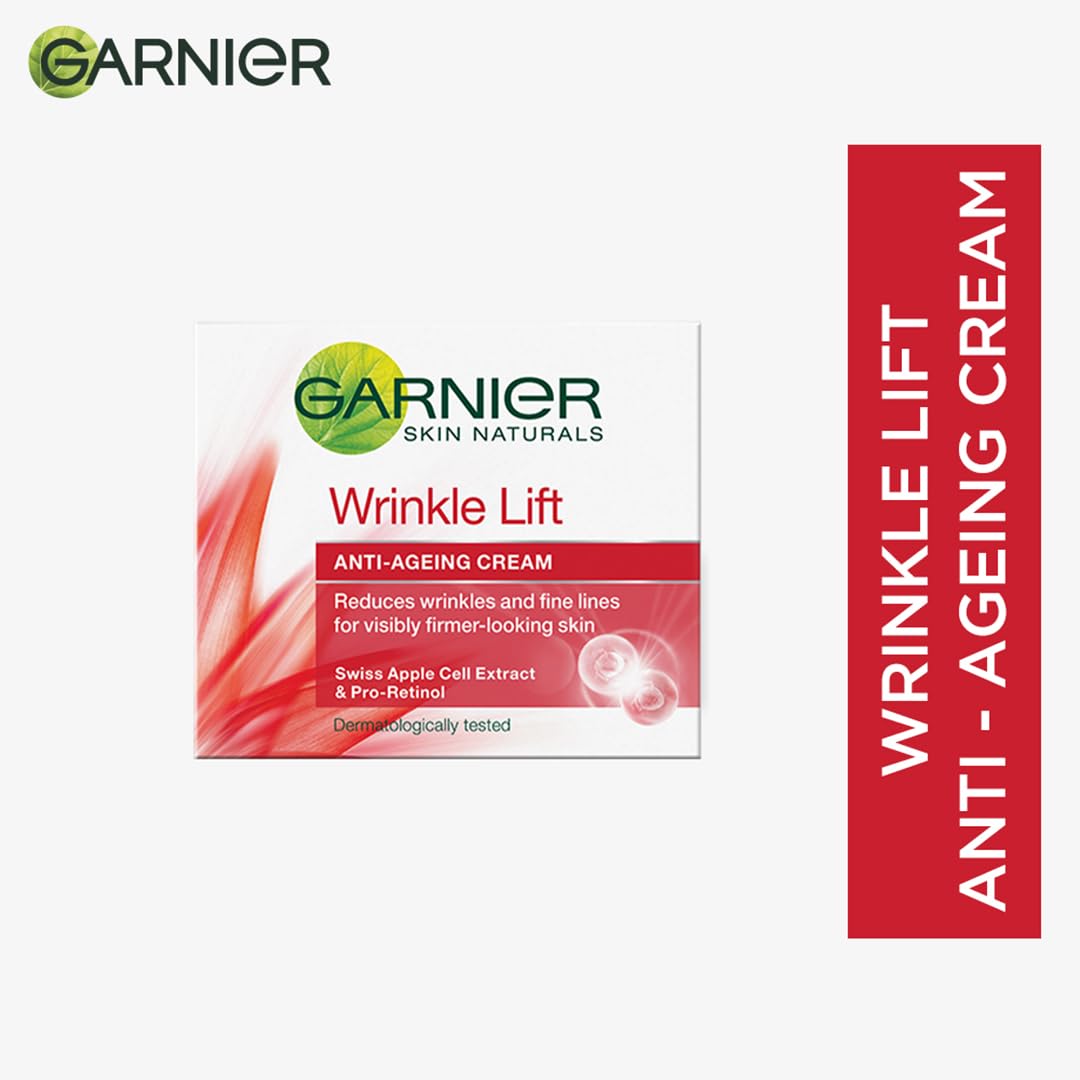 GARNIER
GARNIER
SKIN NATURALS
Wrinkle Lift
ANTI-AGEING CREAM
Reduces wrinkles and fine lines
for visibly firmer-looking skin
Swiss Apple Cell Extract
& Pro-Retinol
Dermatologically tested
WRINKLE LIFT
ANTI - AGEING CREAM